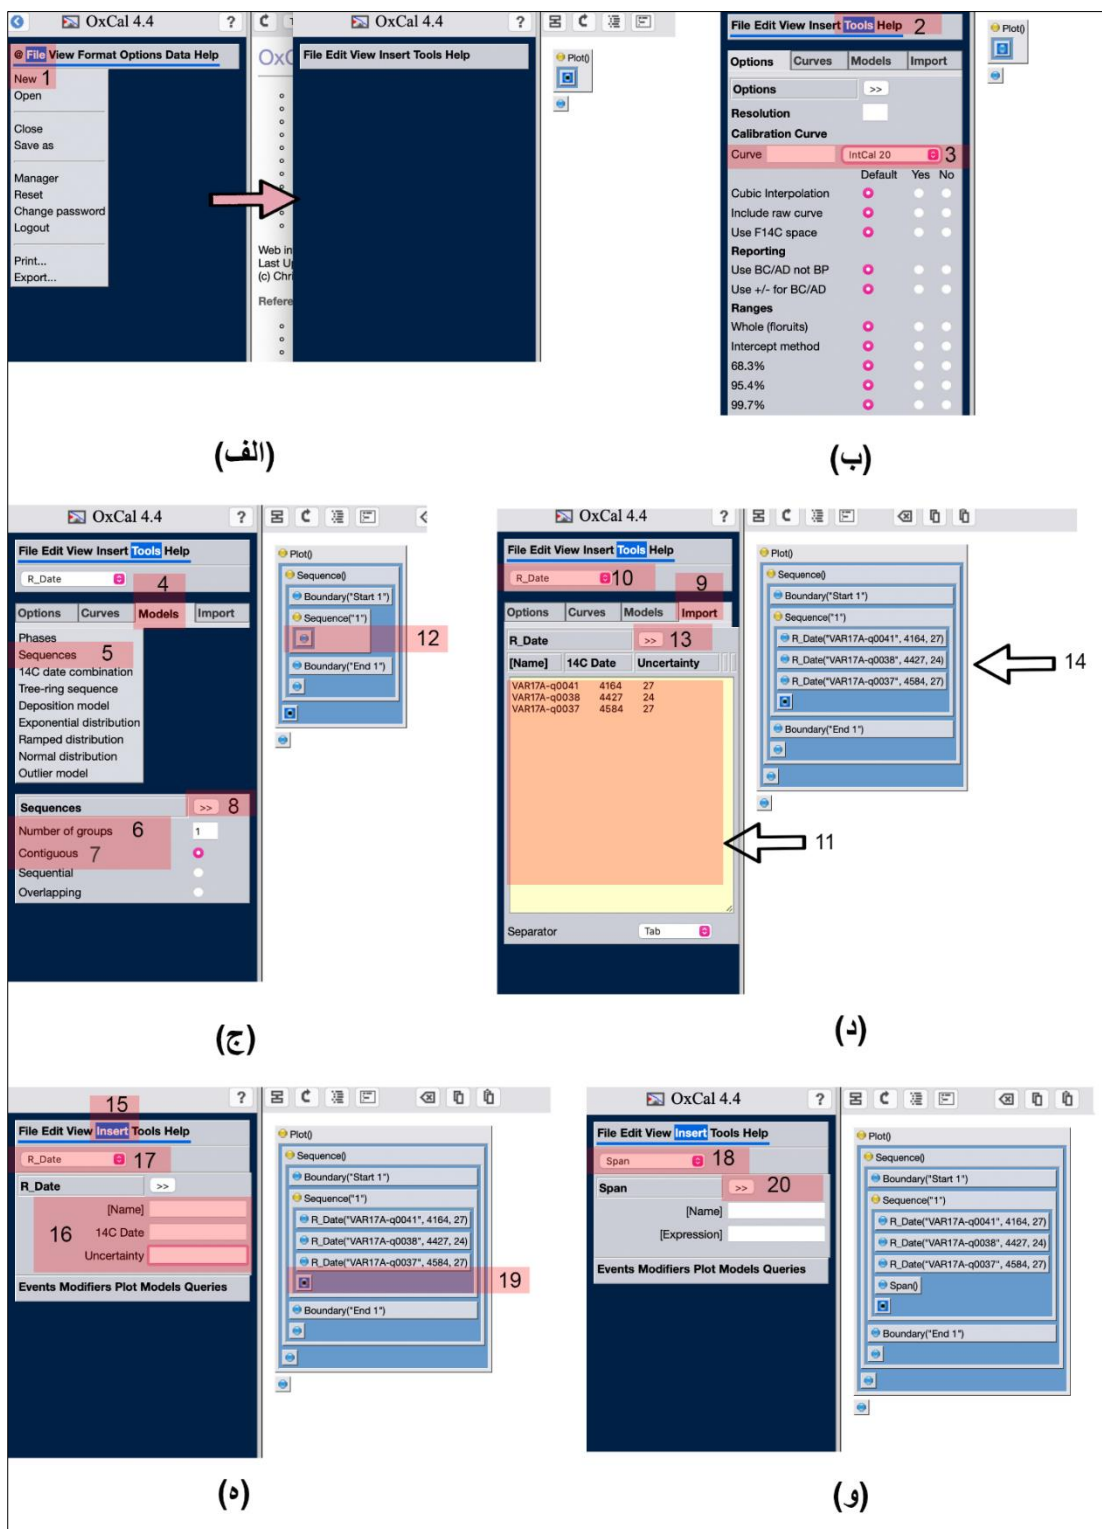 OxCal 4.4 ?
@ File View Format Options Data Help
New 1
Open
Close
Save as
Manager
Reset
Change password
Logout
Print...
Export...
OxC
Web in
Last Up
(c) Chri
Refere
OxCal 4.4 ?
File Edit View Insert Tools Help
Plot()
(الف)
File Edit View Insert Tools Help 2
Options Curves Models Import
Options >>
Resolution
Calibration Curve
Curve IntCal 20 3
Default Yes No
Cubic Interpolation
Include raw curve
Use F14C space
Reporting
Use BC/AD not BP
Use +/- for BC/AD
Ranges
Whole (floruits)
Intercept method
68.3%
95.4%
99.7%
Plot()
(ب)
OxCal 4.4 ?
File Edit View Insert Tools Help
R_Date 4
Options Curves Models Import
Phases
Sequences 5
14C date combination
Tree-ring sequence
Deposition model
Exponential distribution
Ramped distribution
Normal distribution
Outlier model
Sequences >> 8
Number of groups 6 1
Contiguous 7
Sequential
Overlapping
Plot()
Sequence()
Boundary("Start 1")
Sequence("1")
12
Boundary("End 1")
(ج)
OxCal 4.4 ?
File Edit View Insert Tools Help
R_Date 10 9
Options Curves Models Import
R_Date >> 13
[Name] 14C Date Uncertainty
VAR17A-q0041 4164 27
VAR17A-q0038 4427 24
VAR17A-q0037 4584 27
11
Separator Tab
Plot()
Sequence()
Boundary("Start 1")
Sequence("1")
R_Date("VAR17A-q0041", 4164, 27)
R_Date("VAR17A-q0038", 4427, 24)
R_Date("VAR17A-q0037", 4584, 27)
14
Boundary("End 1")
(د)
?
15
File Edit View Insert Tools Help
R_Date 17
R_Date >>
[Name]
16 14C Date
Uncertainty
Events Modifiers Plot Models Queries
Plot()
Sequence()
Boundary("Start 1")
Sequence("1")
R_Date("VAR17A-q0041", 4164, 27)
R_Date("VAR17A-q0038", 4427, 24)
R_Date("VAR17A-q0037", 4584, 27)
19
Boundary("End 1")
(ه)
OxCal 4.4 ?
File Edit View Insert Tools Help
Span 18
Span >> 20
[Name]
[Expression]
Events Modifiers Plot Models Queries
Plot()
Sequence()
Boundary("Start 1")
Sequence("1")
R_Date("VAR17A-q0041", 4164, 27)
R_Date("VAR17A-q0038", 4427, 24)
R_Date("VAR17A-q0037", 4584, 27)
Span()
Boundary("End 1")
(و)